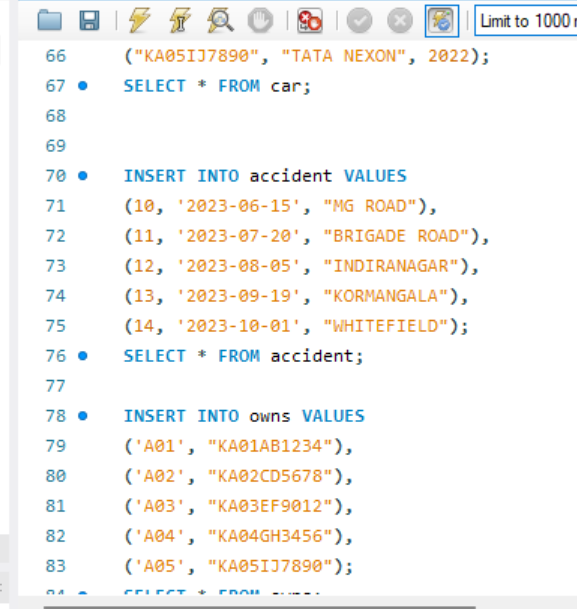 Limit to 1000 r
66 ("KA05IJ7890", "TATA NEXON", 2022);
67 SELECT * FROM car;
68
69
70 INSERT INTO accident VALUES
71 (10, '2023-06-15', "MG ROAD"),
72 (11, '2023-07-20', "BRIGADE ROAD"),
73 (12, '2023-08-05', "INDIRANAGAR"),
74 (13, '2023-09-19', "KORMANGALA"),
75 (14, '2023-10-01', "WHITEFIELD");
76 SELECT * FROM accident;
77
78 INSERT INTO owns VALUES
79 ('A01', "KA01AB1234"),
80 ('A02', "KA02CD5678"),
81 ('A03', "KA03EF9012"),
82 ('A04', "KA04GH3456"),
83 ('A05', "KA05IJ7890");
84 SELECT * FROM owns;